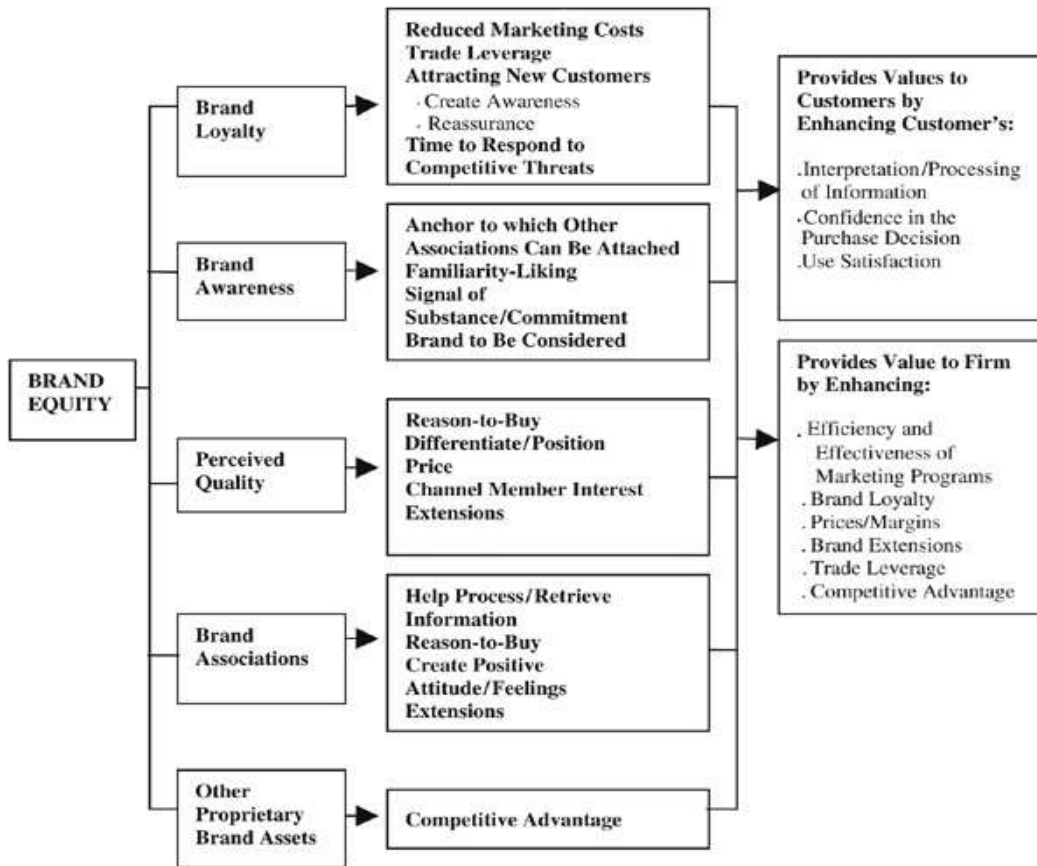 BRAND
EQUITY
Brand
Loyalty
Reduced Marketing Costs
Trade Leverage
Attracting New Customers
. Create Awareness
. Reassurance
Time to Respond to
Competitive Threats
Brand
Awareness
Anchor to which Other
Associations Can Be Attached
Familiarity-Liking
Signal of
Substance/Commitment
Brand to Be Considered
Perceived
Quality
Reason-to-Buy
Differentiate/Position
Price
Channel Member Interest
Extensions
Brand
Associations
Help Process/Retrieve
Information
Reason-to-Buy
Create Positive
Attitude/Feelings
Extensions
Other
Proprietary
Brand Assets
Competitive Advantage
Provides Values to
Customers by
Enhancing Customer's:
.Interpretation/Processing
of Information
.Confidence in the
Purchase Decision
.Use Satisfaction
Provides Value to Firm
by Enhancing:
. Efficiency and
Effectiveness of
Marketing Programs
. Brand Loyalty
. Prices/Margins
. Brand Extensions
. Trade Leverage
. Competitive Advantage